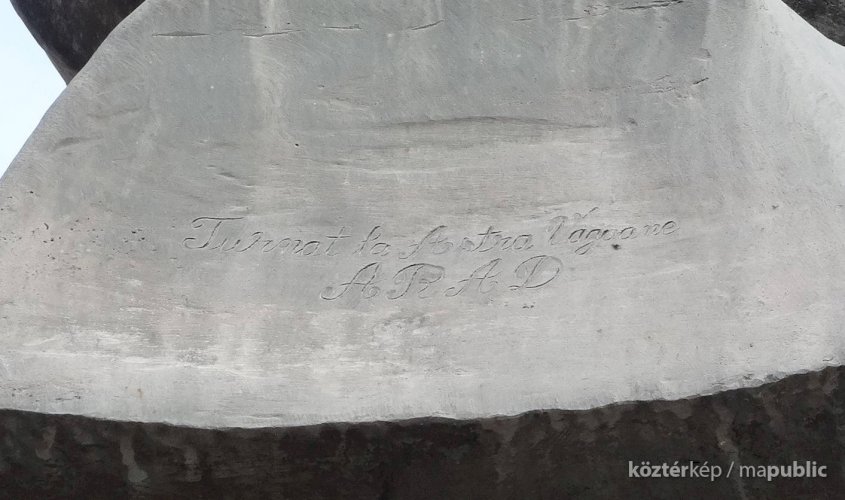 Turnat la Astra Vagoane
ARAD
köztérkép / mapublic